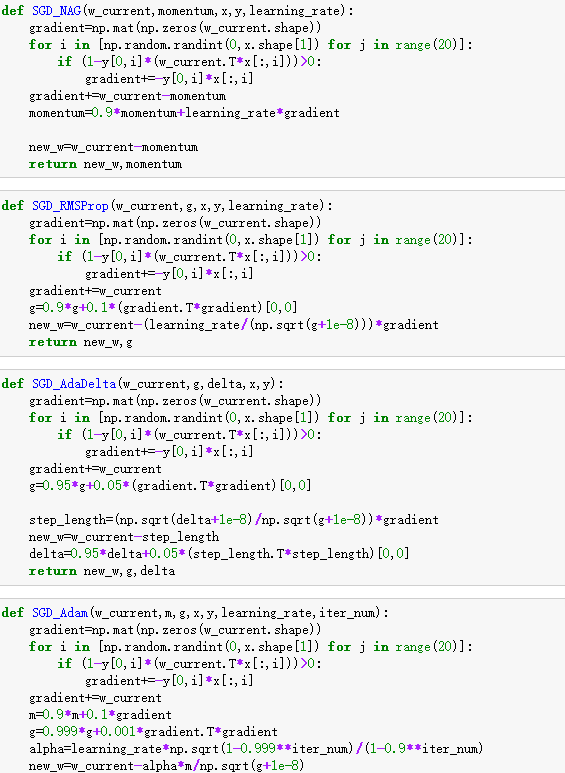 def SGD_NAG(w_current,momentum,x,y,learning_rate):
    gradient=np.mat(np.zeros(w_current.shape))
    for i in [np.random.randint(0,x.shape[1]) for j in range(20)]:
        if (1-y[0,i]*(w_current.T*x[:,i]))>0:
            gradient+=-y[0,i]*x[:,i]
    gradient+=w_current-momentum
    momentum=0.9*momentum+learning_rate*gradient

    new_w=w_current-momentum
    return new_w,momentum

def SGD_RMSProp(w_current,g,x,y,learning_rate):
    gradient=np.mat(np.zeros(w_current.shape))
    for i in [np.random.randint(0,x.shape[1]) for j in range(20)]:
        if (1-y[0,i]*(w_current.T*x[:,i]))>0:
            gradient+=-y[0,i]*x[:,i]
    gradient+=w_current
    g=0.9*g+0.1*(gradient.T*gradient)[0,0]
    new_w=w_current-(learning_rate/(np.sqrt(g+1e-8)))*gradient
    return new_w,g

def SGD_AdaDelta(w_current,g,delta,x,y):
    gradient=np.mat(np.zeros(w_current.shape))
    for i in [np.random.randint(0,x.shape[1]) for j in range(20)]:
        if (1-y[0,i]*(w_current.T*x[:,i]))>0:
            gradient+=-y[0,i]*x[:,i]
    gradient+=w_current
    g=0.95*g+0.05*(gradient.T*gradient)[0,0]

    step_length=(np.sqrt(delta+1e-8)/np.sqrt(g+1e-8))*gradient
    new_w=w_current-step_length
    delta=0.95*delta+0.05*(step_length.T*step_length)[0,0]
    return new_w,g,delta

def SGD_Adam(w_current,m,g,x,y,learning_rate,iter_num):
    gradient=np.mat(np.zeros(w_current.shape))
    for i in [np.random.randint(0,x.shape[1]) for j in range(20)]:
        if (1-y[0,i]*(w_current.T*x[:,i]))>0:
            gradient+=-y[0,i]*x[:,i]
    gradient+=w_current
    m=0.9*m+0.1*gradient
    g=0.999*g+0.001*gradient.T*gradient
    alpha=learning_rate*np.sqrt(1-0.999**iter_num)/(1-0.9**iter_num)
    new_w=w_current-alpha*m/np.sqrt(g+1e-8)